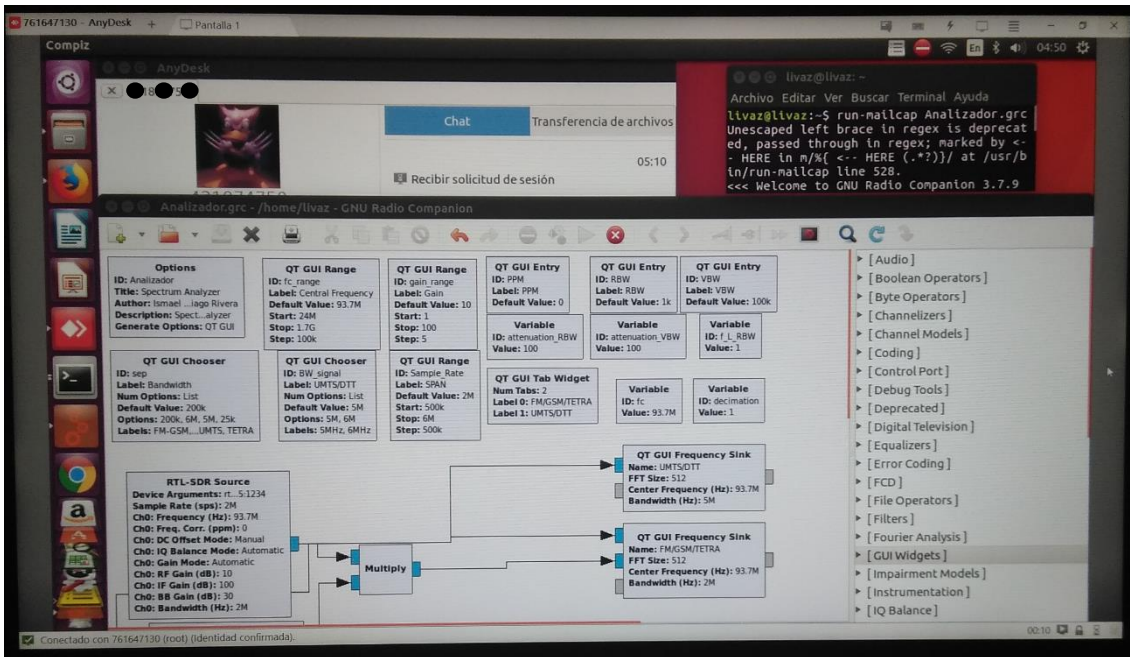 761647130 - AnyDesk
Pantalla 1
Compiz
En
04:50
AnyDesk
Chat
Transferencia de archivos
05:10
Recibir solicitud de sesión
livaz@livaz: ~
Archivo Editar Ver Buscar Terminal Ayuda
livaz@livaz:~$ run-mailcap Analizador.grc
Unescaped left brace in regex is deprecat
ed, passed through in regex; marked by <-
- HERE in m/%{ <-- HERE (.*?)}/ at /usr/b
in/run-mailcap line 528.
<<< Welcome to GNU Radio Companion 3.7.9
Analizador.grc - /home/livaz - GNU Radio Companion
Options
ID: Analizador
Title: Spectrum Analyzer
Author: Ismael ...iago Rivera
Description: Spect...alyzer
Generate Options: QT GUI
QT GUI Range
ID: fc_range
Label: Central Frequency
Default Value: 93.7M
Start: 24M
Stop: 1.7G
Step: 100k
QT GUI Range
ID: gain_range
Label: Gain
Default Value: 10
Start: 1
Stop: 100
Step: 5
QT GUI Entry
ID: PPM
Label: PPM
Default Value: 0
QT GUI Entry
ID: RBW
Label: RBW
Default Value: 1k
QT GUI Entry
ID: VBW
Label: VBW
Default Value: 100k
Variable
ID: attenuation_RBW
Value: 100
Variable
ID: attenuation_VBW
Value: 100
Variable
ID: f_L_RBW
Value: 1
QT GUI Chooser
ID: sep
Label: Bandwidth
Num Options: List
Default Value: 200k
Options: 200k, 6M, 5M, 25k
Labels: FM-GSM,...UMTS, TETRA
QT GUI Chooser
ID: BW_signal
Label: UMTS/DTT
Num Options: List
Default Value: 5M
Options: 5M, 6M
Labels: 5MHz, 6MHz
QT GUI Range
ID: Sample_Rate
Label: SPAN
Default Value: 2M
Start: 500k
Stop: 6M
Step: 500k
QT GUI Tab Widget
Num Tabs: 2
Label 0: FM/GSM/TETRA
Label 1: UMTS/DTT
Variable
ID: fc
Value: 93.7M
Variable
ID: decimation
Value: 1
RTL-SDR Source
Device Arguments: rt...5:1234
Sample Rate (sps): 2M
Ch0: Frequency (Hz): 93.7M
Ch0: Freq. Corr. (ppm): 0
Ch0: DC Offset Mode: Manual
Ch0: IQ Balance Mode: Automatic
Ch0: Gain Mode: Automatic
Ch0: RF Gain (dB): 10
Ch0: IF Gain (dB): 100
Ch0: BB Gain (dB): 30
Ch0: Bandwidth (Hz): 2M
Multiply
QT GUI Frequency Sink
Name: UMTS/DTT
FFT Size: 512
Center Frequency (Hz): 93.7M
Bandwidth (Hz): 5M
QT GUI Frequency Sink
Name: FM/GSM/TETRA
FFT Size: 512
Center Frequency (Hz): 93.7M
Bandwidth (Hz): 2M
[ Audio ]
[ Boolean Operators ]
[ Byte Operators ]
[ Channelizers ]
[ Channel Models ]
[ Coding ]
[ Control Port ]
[ Debug Tools ]
[ Deprecated ]
[ Digital Television ]
[ Equalizers ]
[ Error Coding ]
[ FCD ]
[ File Operators ]
[ Filters ]
[ Fourier Analysis ]
[ GUI Widgets ]
[ Impairment Models ]
[ Instrumentation ]
[ IQ Balance ]
Conectado con 761647130 (root) (Identidad confirmada).
00:10